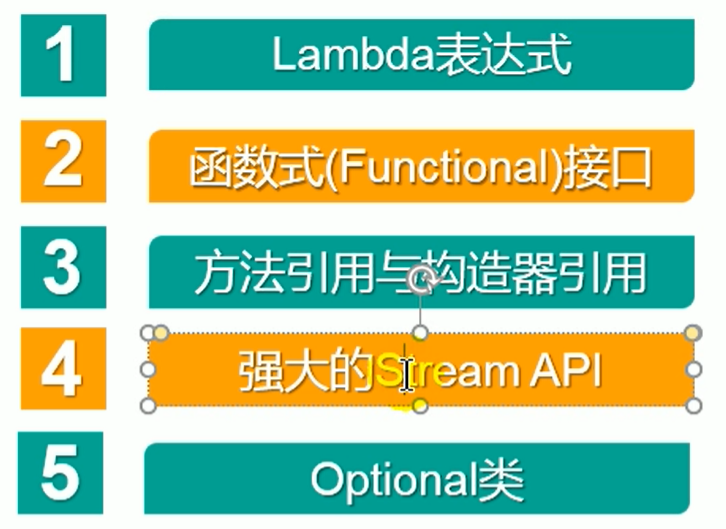 1 Lambda表达式
2 函数式(Functional)接口
3 方法引用与构造器引用
4 强大的Stream API
5 Optional类